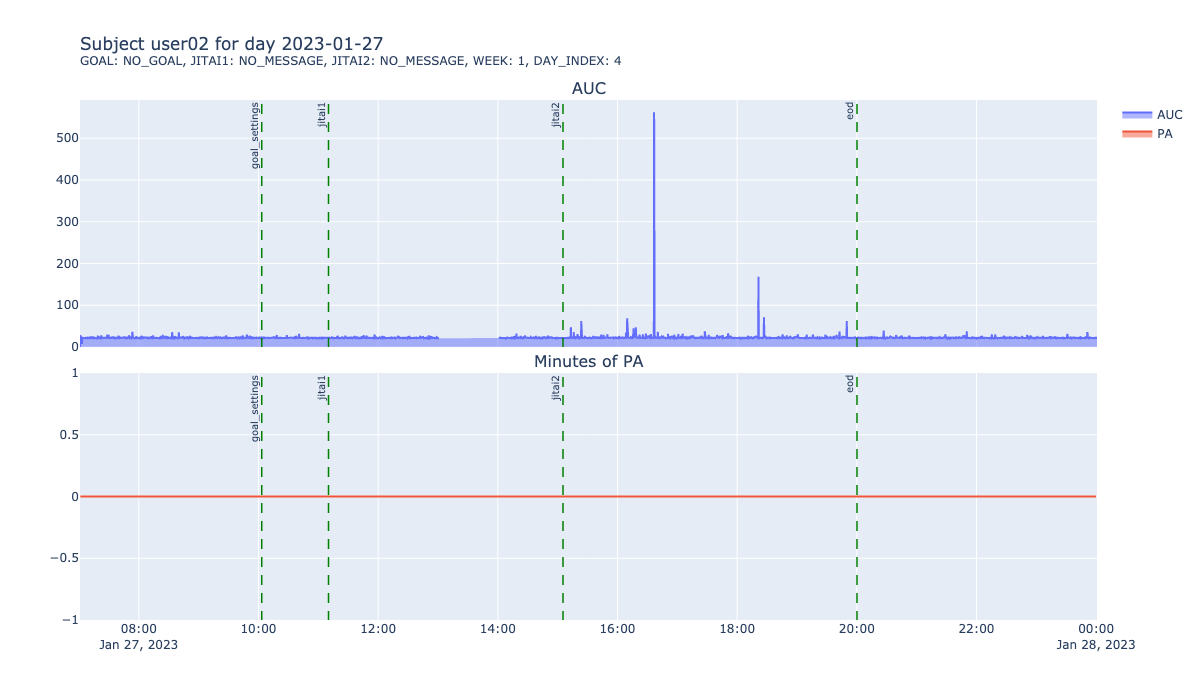 Subject user02 for day 2023-01-27
GOAL: NO_GOAL, JITAI1: NO_MESSAGE, JITAI2: NO_MESSAGE, WEEK: 1, DAY_INDEX: 4
AUC
goal_settings
jitai1
jitai2
eod
AUC
PA
500
400
300
200
100
0
Minutes of PA
goal_settings
jitai1
jitai2
eod
1
0.5
0
−0.5
−1
08:00 10:00 12:00 14:00 16:00 18:00 20:00 22:00 00:00
Jan 27, 2023 Jan 28, 2023